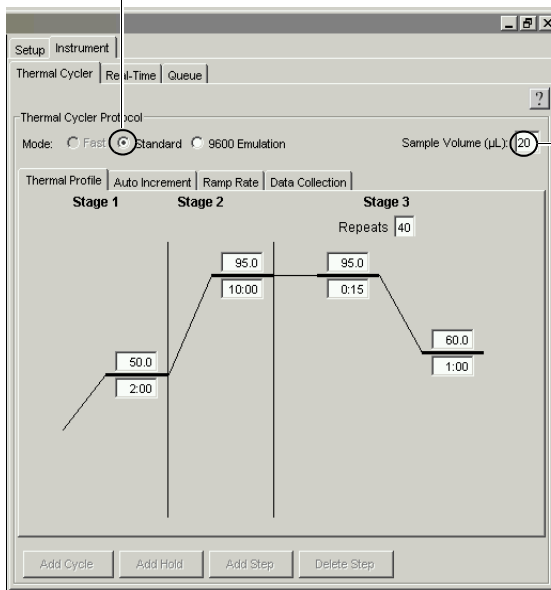 Setup Instrument
Thermal Cycler Real-Time Queue
?
Thermal Cycler Protocol
Mode: Fast Standard 9600 Emulation Sample Volume (µL): 20
Thermal Profile Auto Increment Ramp Rate Data Collection
Stage 1 Stage 2 Stage 3
Repeats 40
95.0 95.0
10:00 0:15
60.0
1:00
50.0
2:00
Add Cycle Add Hold Add Step Delete Step